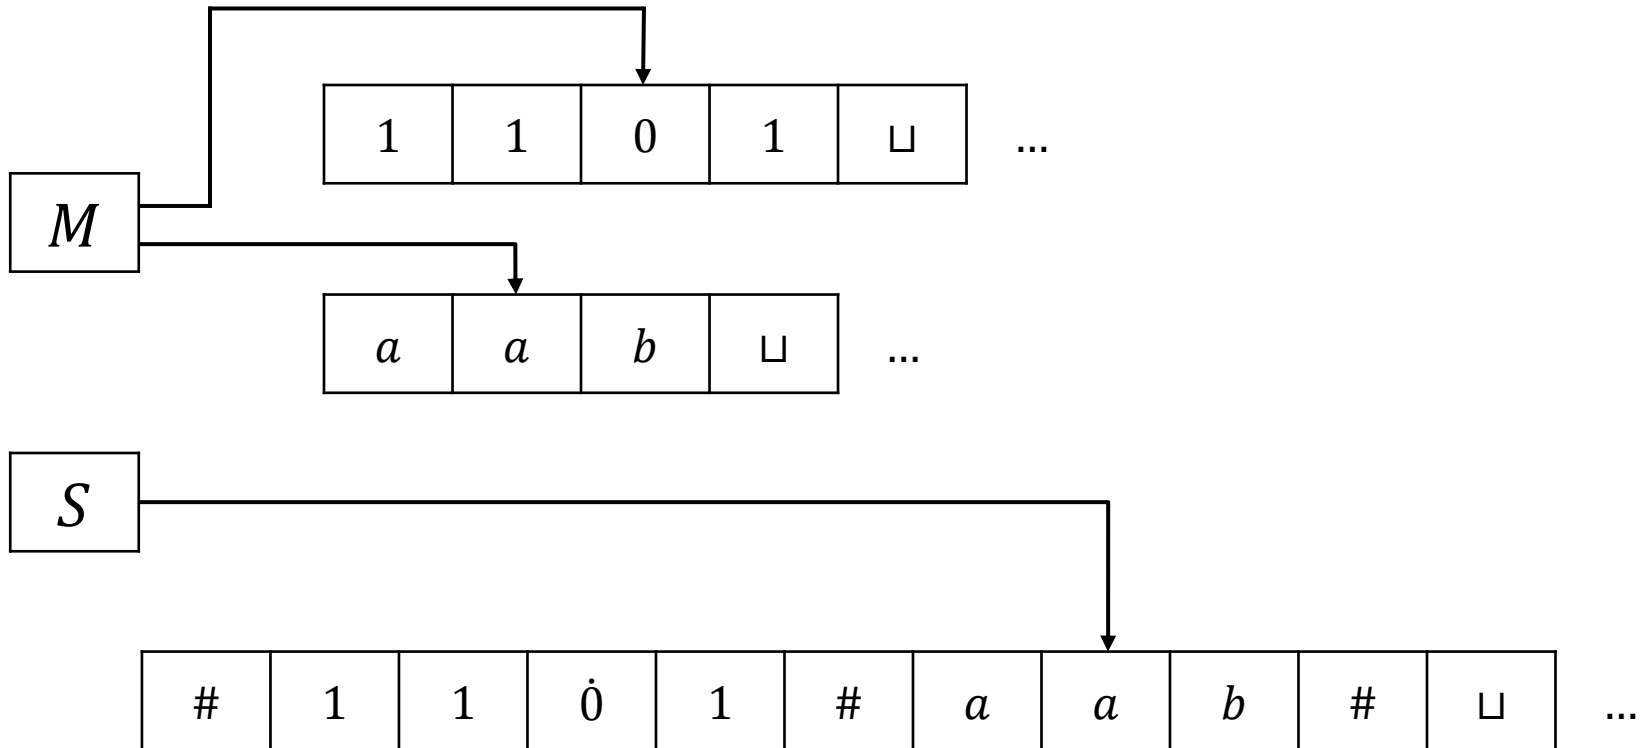 1 1 0 1 ⊔ ...
M
a a b ⊔ ...
S
# 1 1 0̇ 1 # a a b # ⊔ ...